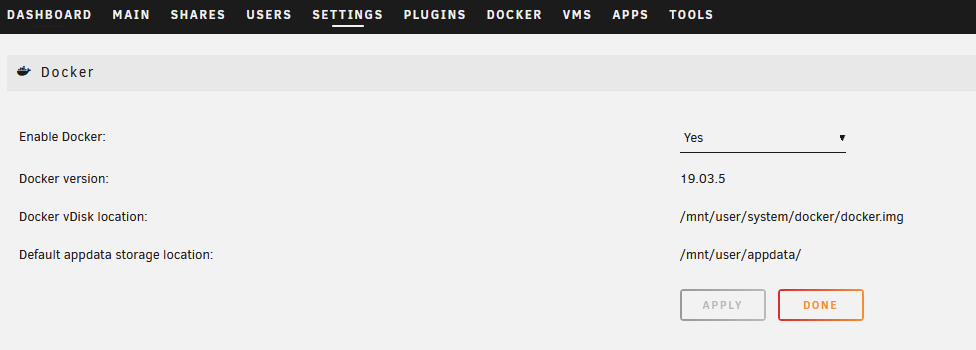 DASHBOARD MAIN SHARES USERS SETTINGS PLUGINS DOCKER VMS APPS TOOLS
Docker
Enable Docker: Yes
Docker version: 19.03.5
Docker vDisk location: /mnt/user/system/docker/docker.img
Default appdata storage location: /mnt/user/appdata/
APPLY DONE